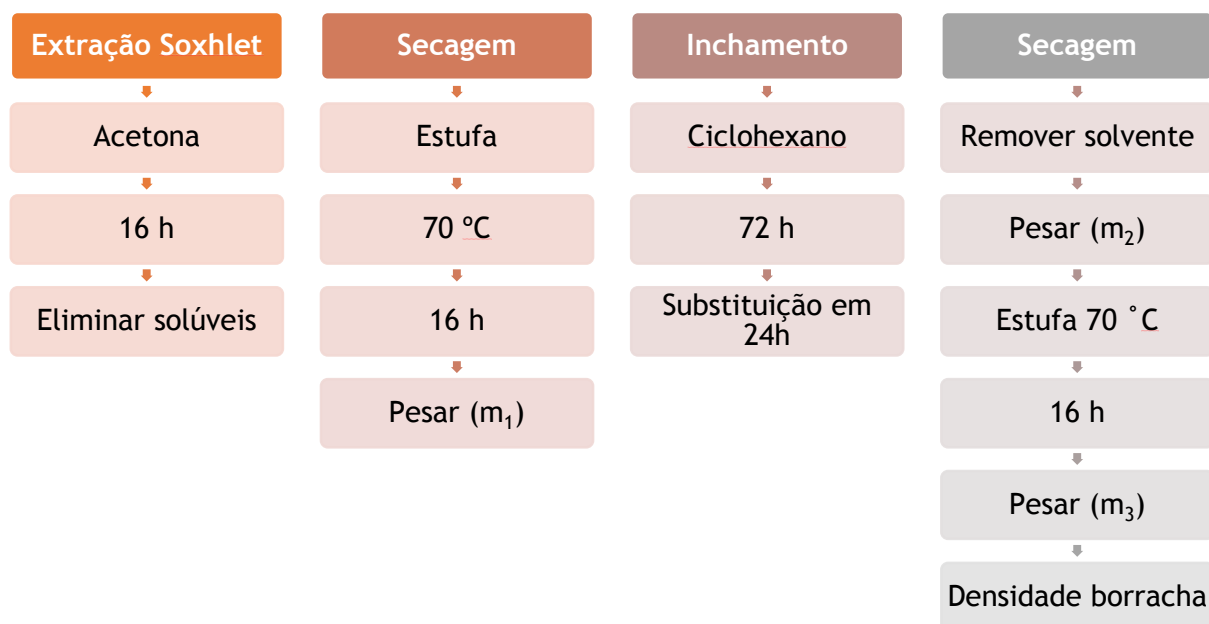 Extração Soxhlet
Acetona
16 h
Eliminar solúveis
Secagem
Estufa
70 ºC
16 h
Pesar (m₁)
Inchamento
Ciclohexano
72 h
Substituição em
24h
Secagem
Remover solvente
Pesar (m₂)
Estufa 70 ˚C
16 h
Pesar (m₃)
Densidade borracha